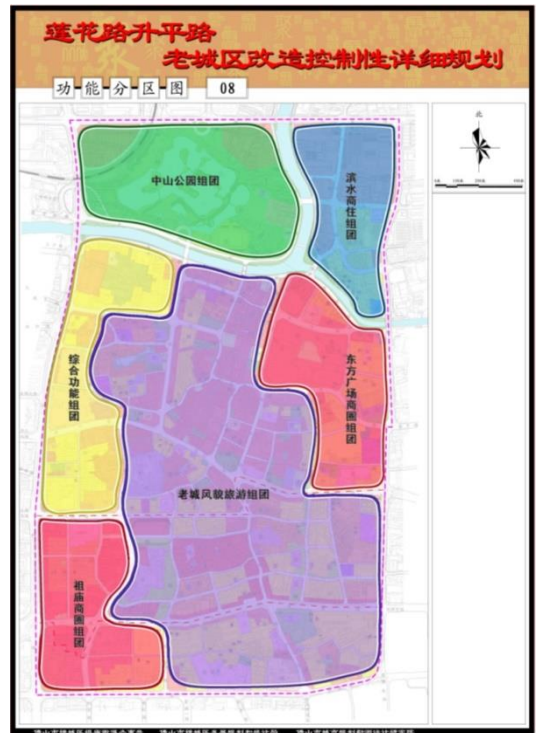 莲花路升平路
老城区改造控制性详细规划
功能分区图 08
北
中山公园组团
滨水商住组团
综合功能组团
东方广场商圈组团
老城风貌旅游组团
祖庙商圈组团